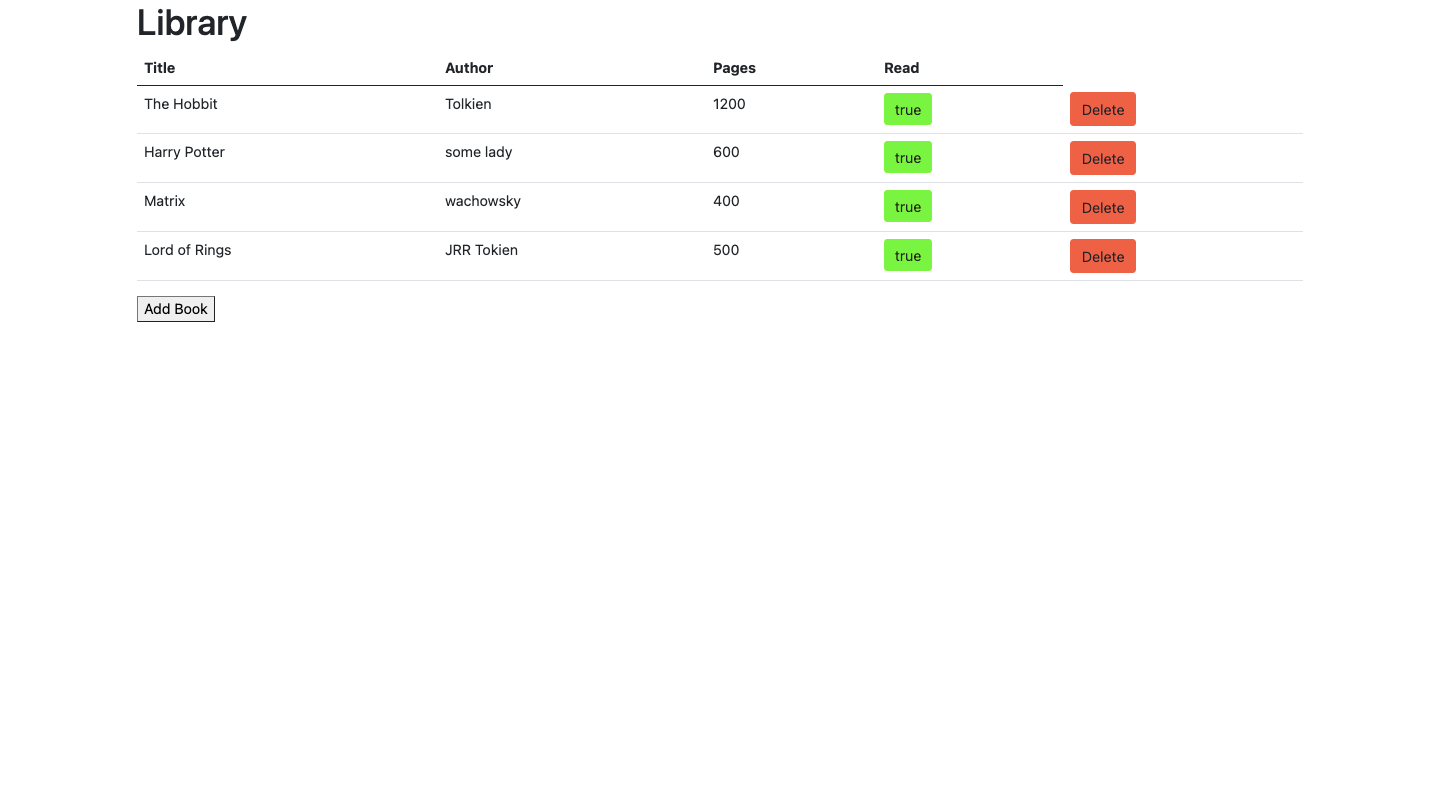 Library
Title Author Pages Read
The Hobbit Tolkien 1200 true Delete
Harry Potter some lady 600 true Delete
Matrix wachowsky 400 true Delete
Lord of Rings JRR Tokien 500 true Delete
Add Book